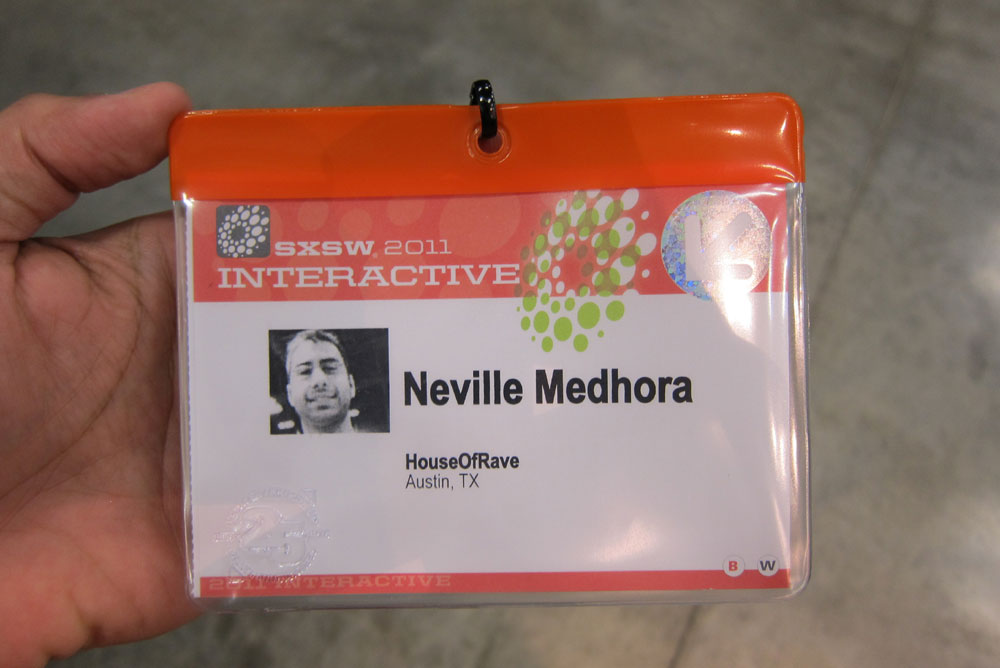 SXSW. 2011
INTERACTIVE
Neville Medhora
HouseOfRave
Austin, TX
B W
2011 INTERACTIVE